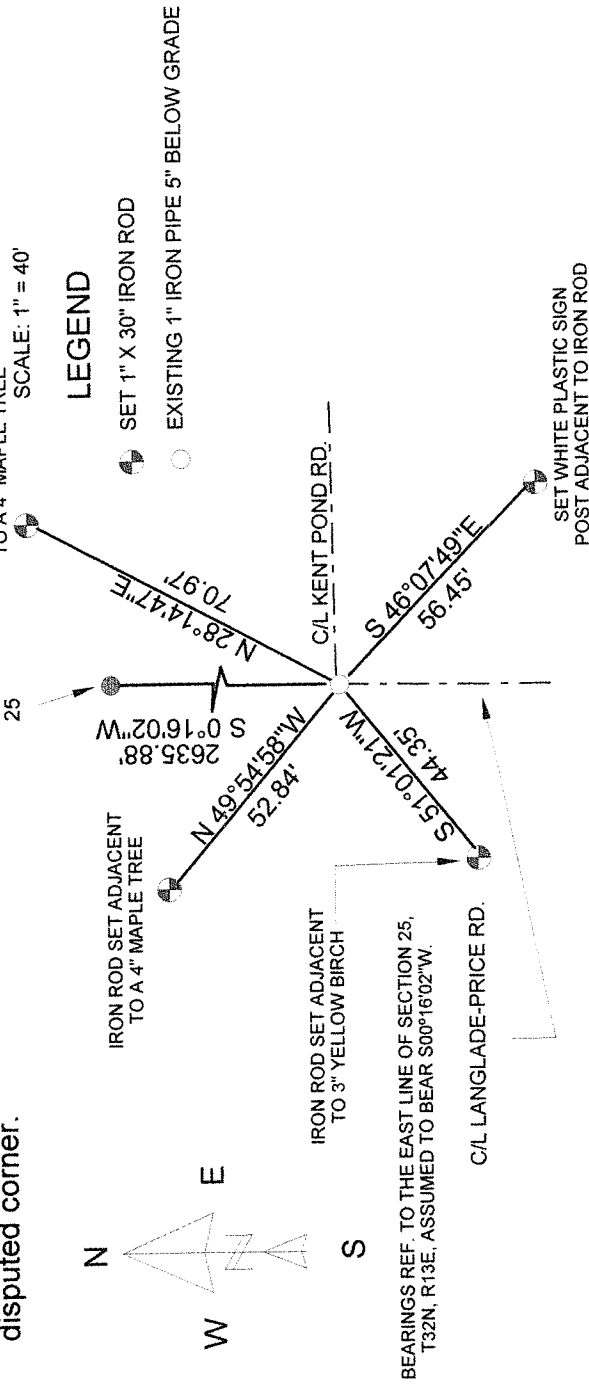 disputed corner.
25
TO A 4" MAPLE TREE
SCALE: 1" = 40'
LEGEND
SET 1" X 30" IRON ROD
EXISTING 1" IRON PIPE 5" BELOW GRADE
N
W
E
S
IRON ROD SET ADJACENT
TO A 4" MAPLE TREE
N 49°54'58"W
52.84'
2635.88'
S 0°16'02"W
N 28°14'47"E
70.97'
C/L KENT POND RD.
IRON ROD SET ADJACENT
TO 3" YELLOW BIRCH
S 51°01'21"W
44.35'
S 46°07'49"E
56.45'
BEARINGS REF. TO THE EAST LINE OF SECTION 25,
T32N, R13E, ASSUMED TO BEAR S00°16'02"W.
C/L LANGLADE-PRICE RD.
SET WHITE PLASTIC SIGN
POST ADJACENT TO IRON ROD